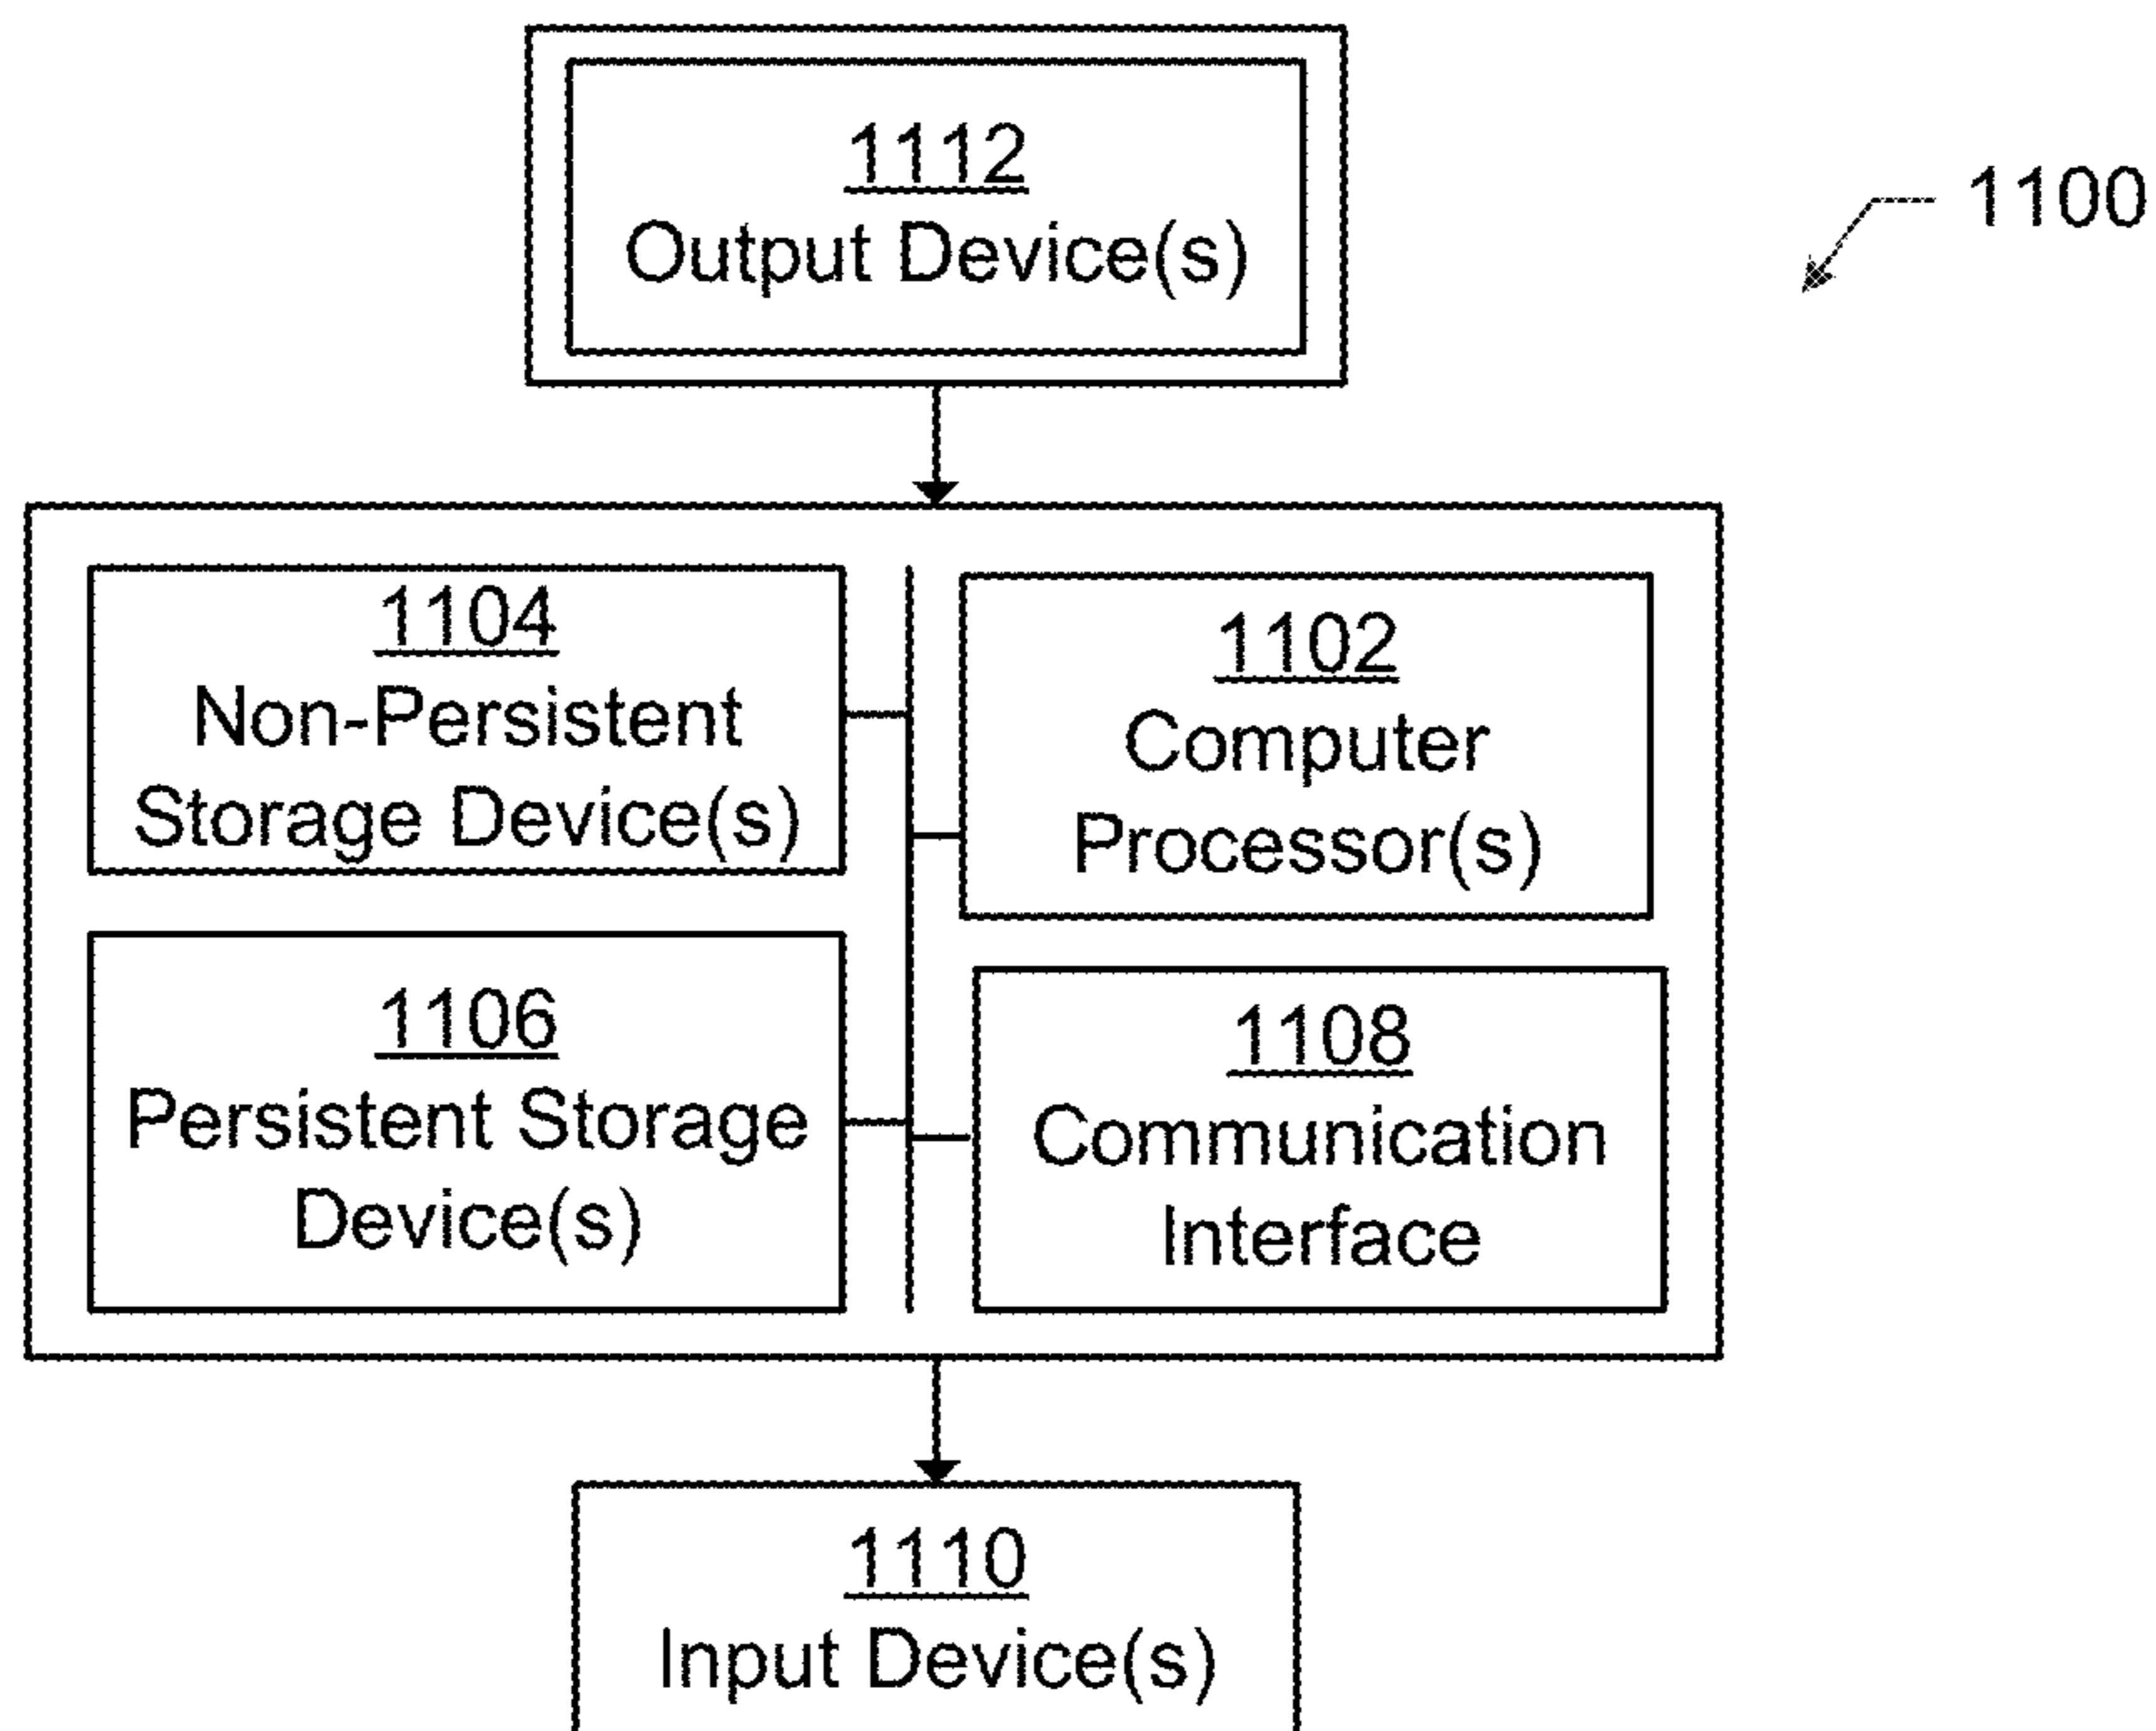 1112
Output Device(s)
1100
1104
Non-Persistent
Storage Device(s)
1102
Computer
Processor(s)
1106
Persistent Storage
Device(s)
1108
Communication
Interface
1110
Input Device(s)